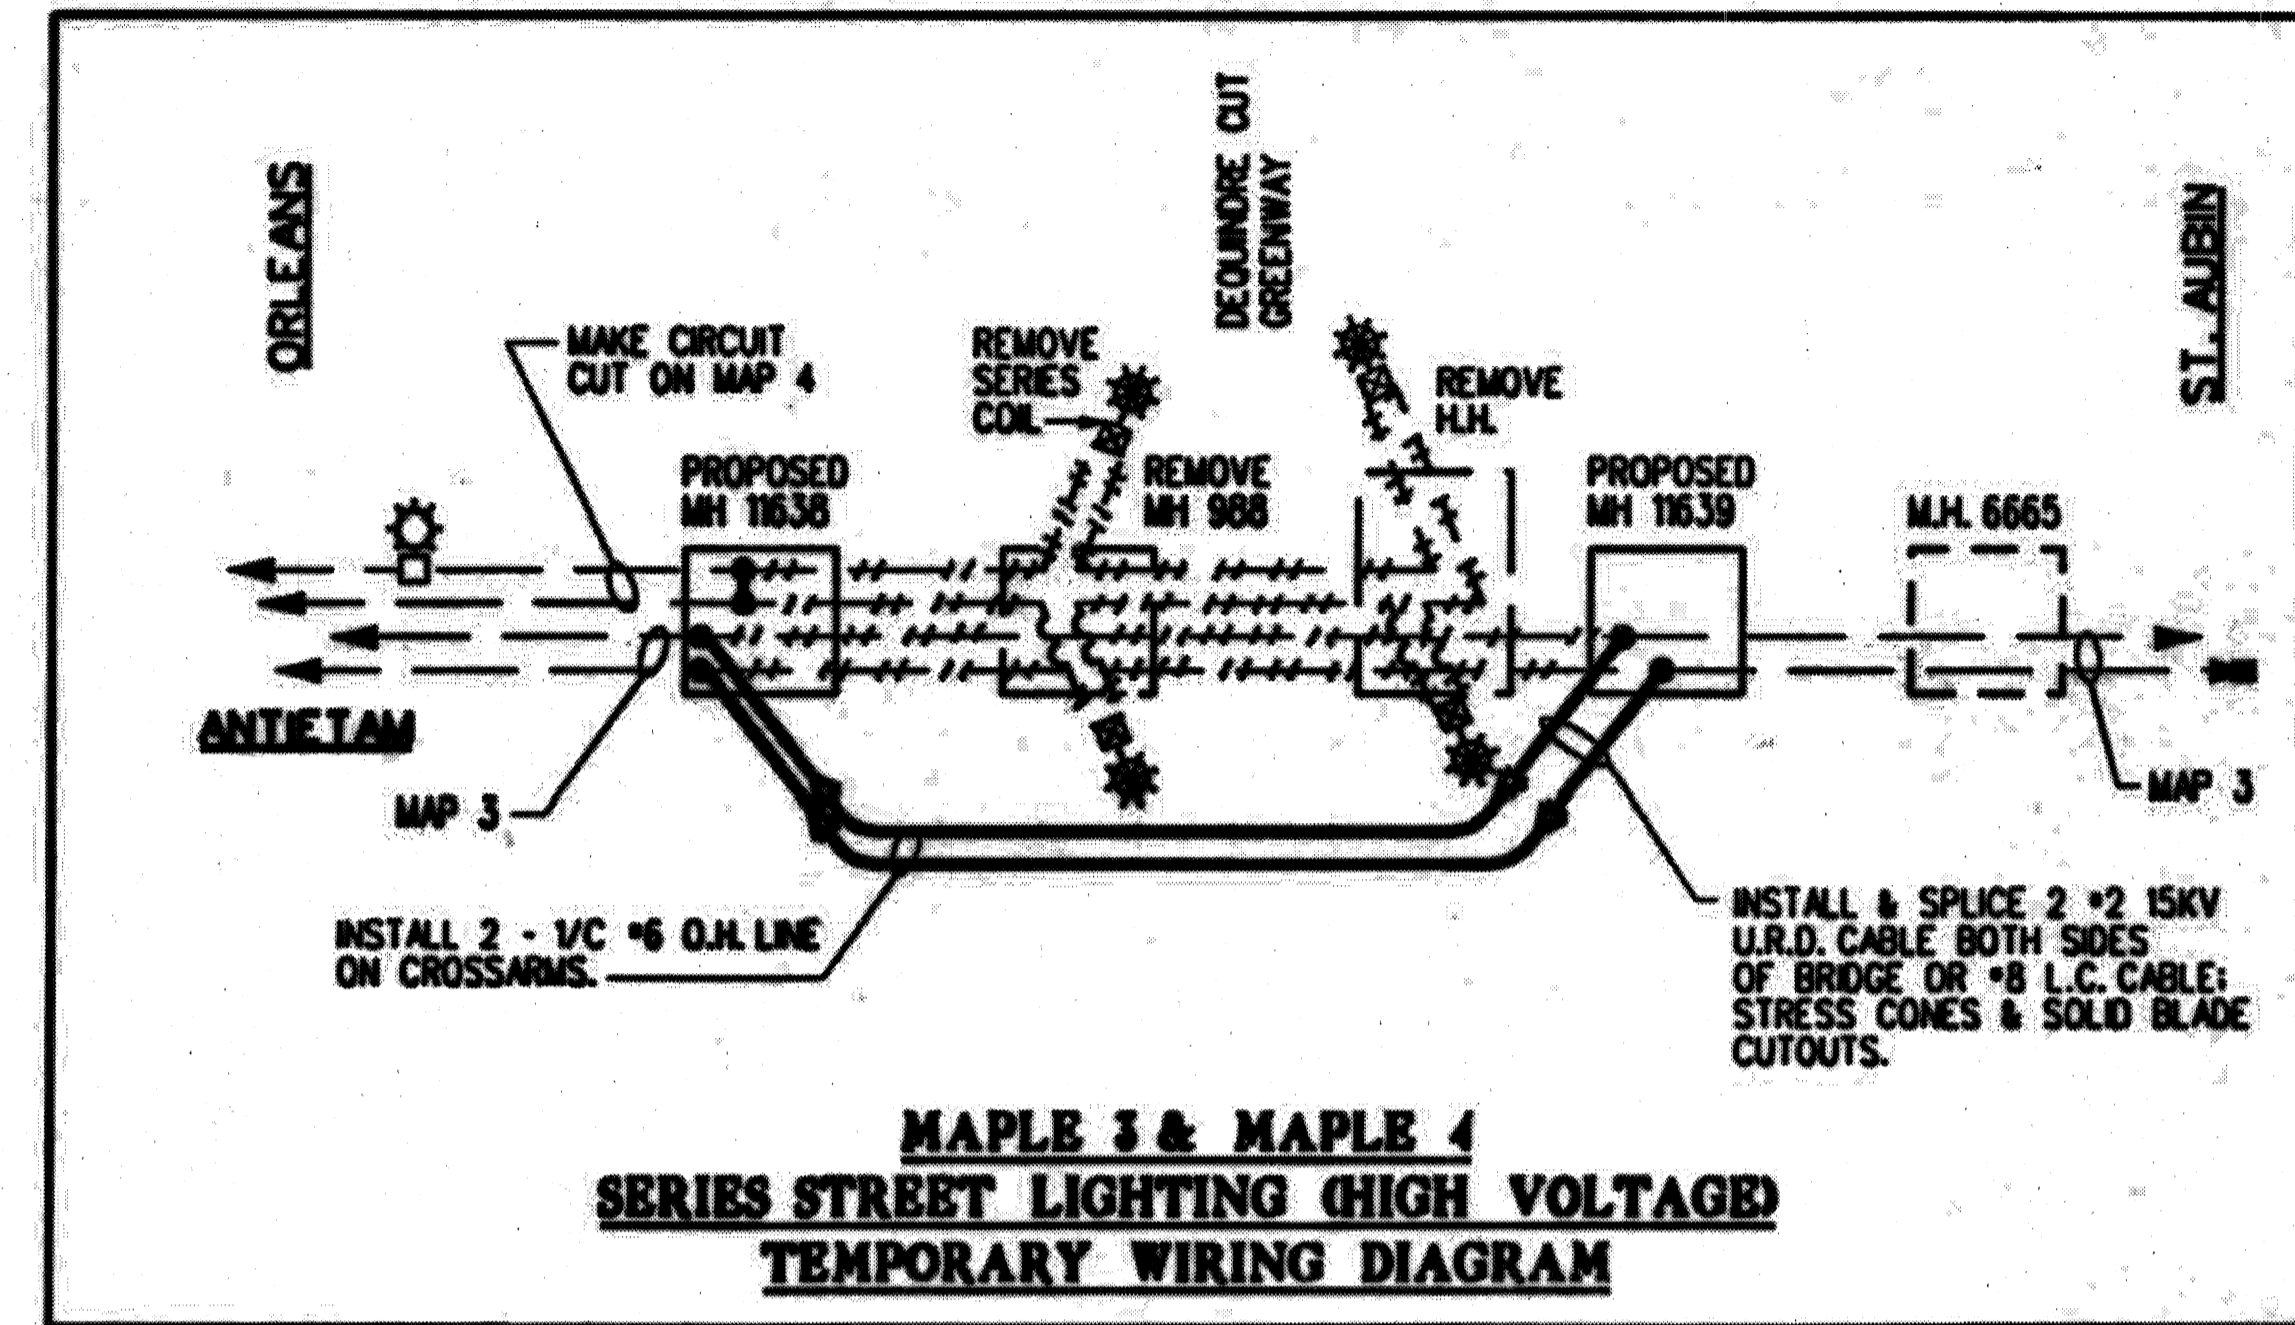 ORLEANS
DEQUINDRE CUT
GREENWAY
ST. AUBIN
MAKE CIRCUIT
CUT ON MAP 4
REMOVE
SERIES
COIL
REMOVE
H.H.
PROPOSED
MH 11638
REMOVE
MH 988
PROPOSED
MH 11639
M.H. 6665
ANTIETAM
MAP 3
MAP 3
INSTALL 2 - 1/C #6 O.H. LINE
ON CROSSARMS.
INSTALL & SPLICE 2 #2 15KV
U.R.D. CABLE BOTH SIDES
OF BRIDGE OR #8 L.C. CABLE;
STRESS CONES & SOLID BLADE
CUTOUTS.
MAPLE 3 & MAPLE 4
SERIES STREET LIGHTING (HIGH VOLTAGE)
TEMPORARY WIRING DIAGRAM